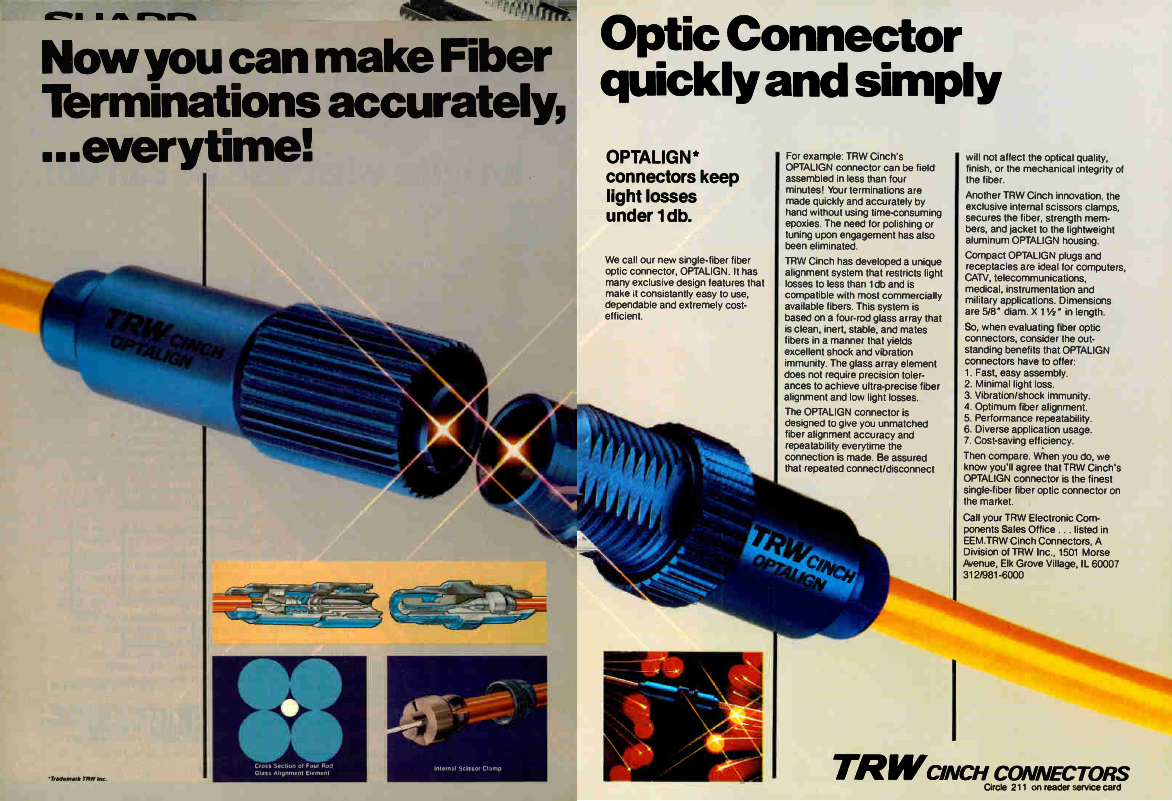 SHARP
Now you can make Fiber
Terminations accurately,
...everytime!
TRW CINCH
OPTALIGN
Cross Section of Four Rod
Glass Alignment Element
Internal Scissor Clamp
*Trademark TRW Inc.
Optic Connector
quickly and simply
OPTALIGN*
connectors keep
light losses
under 1db.
We call our new single-fiber fiber
optic connector, OPTALIGN. It has
many exclusive design features that
make it consistantly easy to use,
dependable and extremely cost-
efficient.
For example: TRW Cinch's
OPTALIGN connector can be field
assembled in less than four
minutes! Your terminations are
made quickly and accurately by
hand without using time-consuming
epoxies. The need for polishing or
tuning upon engagement has also
been eliminated.
TRW Cinch has developed a unique
alignment system that restricts light
losses to less than 1db and is
compatible with most commercially
available fibers. This system is
based on a four-rod glass array that
is clean, inert, stable, and mates
fibers in a manner that yields
excellent shock and vibration
immunity. The glass array element
does not require precision toler-
ances to achieve ultra-precise fiber
alignment and low light losses.
The OPTALIGN connector is
designed to give you unmatched
fiber alignment accuracy and
repeatability everytime the
connection is made. Be assured
that repeated connect/disconnect
will not affect the optical quality,
finish, or the mechanical integrity of
the fiber.
Another TRW Cinch innovation, the
exclusive internal scissors clamps,
secures the fiber, strength mem-
bers, and jacket to the lightweight
aluminum OPTALIGN housing.
Compact OPTALIGN plugs and
receptacles are ideal for computers,
CATV, telecommunications,
medical, instrumentation and
military applications. Dimensions
are 5/8" diam. X 1½" in length.
So, when evaluating fiber optic
connectors, consider the out-
standing benefits that OPTALIGN
connectors have to offer:
1. Fast, easy assembly.
2. Minimal light loss.
3. Vibration/shock immunity.
4. Optimum fiber alignment.
5. Performance repeatability.
6. Diverse application usage.
7. Cost-saving efficiency.
Then compare. When you do, we
know you'll agree that TRW Cinch's
OPTALIGN connector is the finest
single-fiber fiber optic connector on
the market.
Call your TRW Electronic Com-
ponents Sales Office . . . listed in
EEM.TRW Cinch Connectors, A
Division of TRW Inc., 1501 Morse
Avenue, Elk Grove Village, IL 60007
312/981-6000
TRW CINCH
OPTALIGN
TRW CINCH CONNECTORS
Circle 211 on reader service card